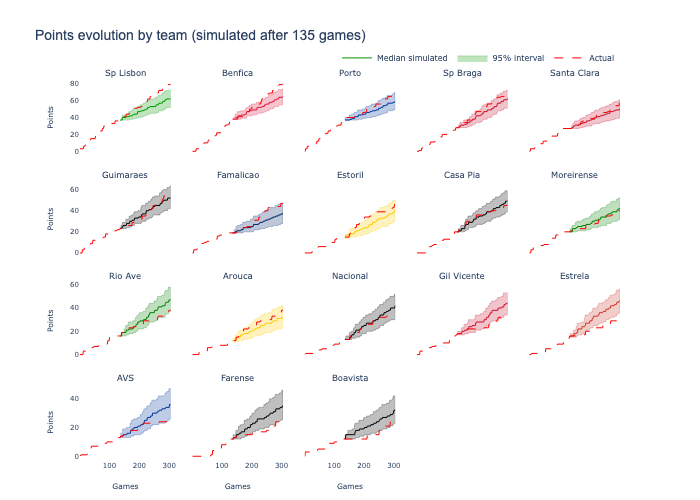 Points evolution by team (simulated after 135 games)
Median simulated 95% interval Actual
Sp Lisbon Benfica Porto Sp Braga Santa Clara
80
60
40
20
0
Points
Guimaraes Famalicao Estoril Casa Pia Moreirense
60
40
20
0
Points
Rio Ave Arouca Nacional Gil Vicente Estrela
60
40
20
0
Points
AVS Farense Boavista
40
20
0
Points
100 200 300 100 200 300 100 200 300
Games Games Games